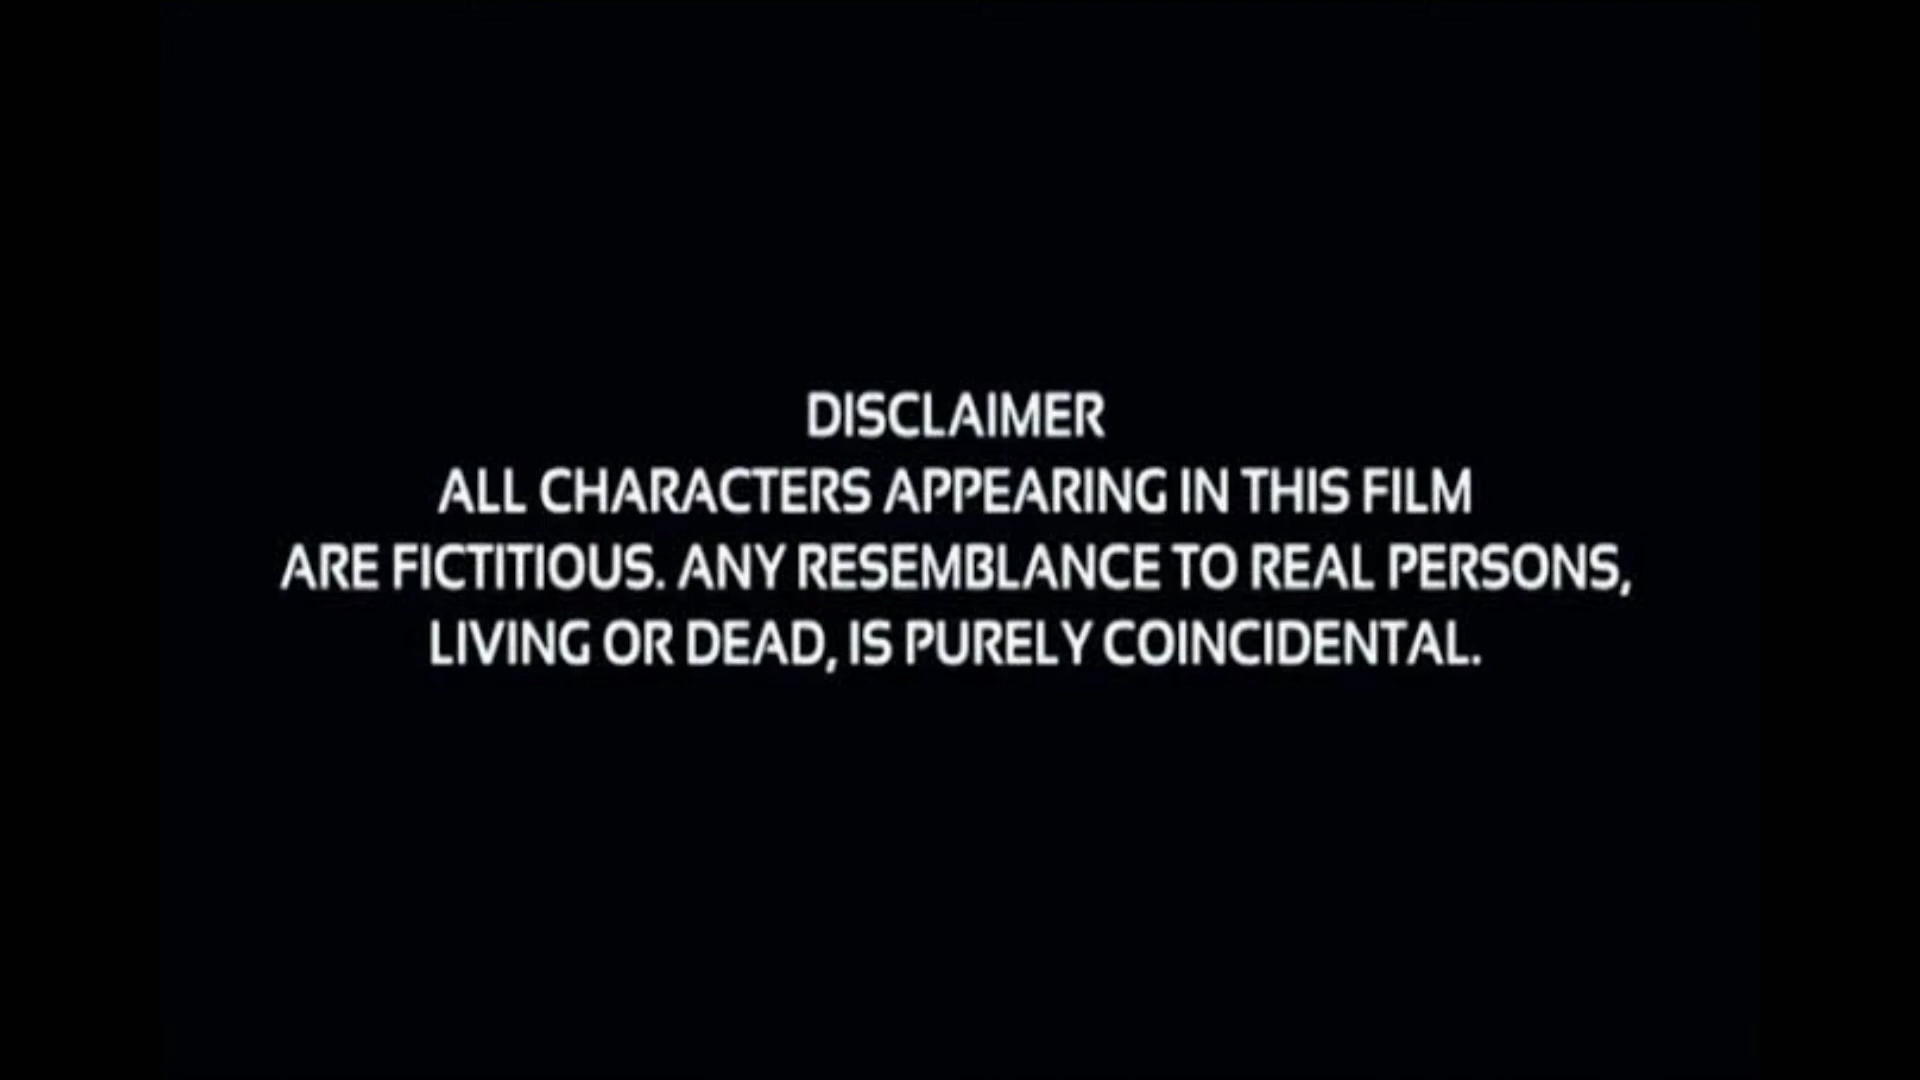 DISCLAIMER
ALL CHARACTERS APPEARING IN THIS FILM
ARE FICTITIOUS. ANY RESEMBLANCE TO REAL PERSONS,
LIVING OR DEAD, IS PURELY COINCIDENTAL.